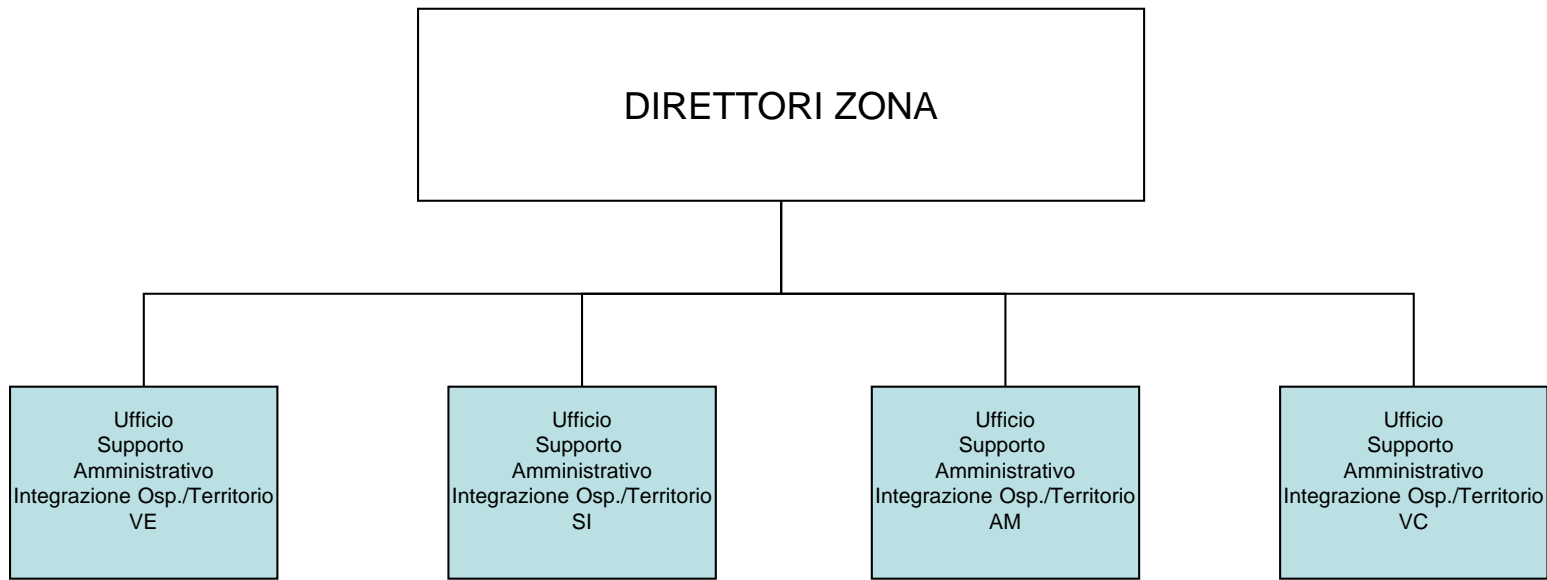 DIRETTORI ZONA
Ufficio
Supporto
Amministrativo
Integrazione Osp./Territorio
VE
Ufficio
Supporto
Amministrativo
Integrazione Osp./Territorio
SI
Ufficio
Supporto
Amministrativo
Integrazione Osp./Territorio
AM
Ufficio
Supporto
Amministrativo
Integrazione Osp./Territorio
VC